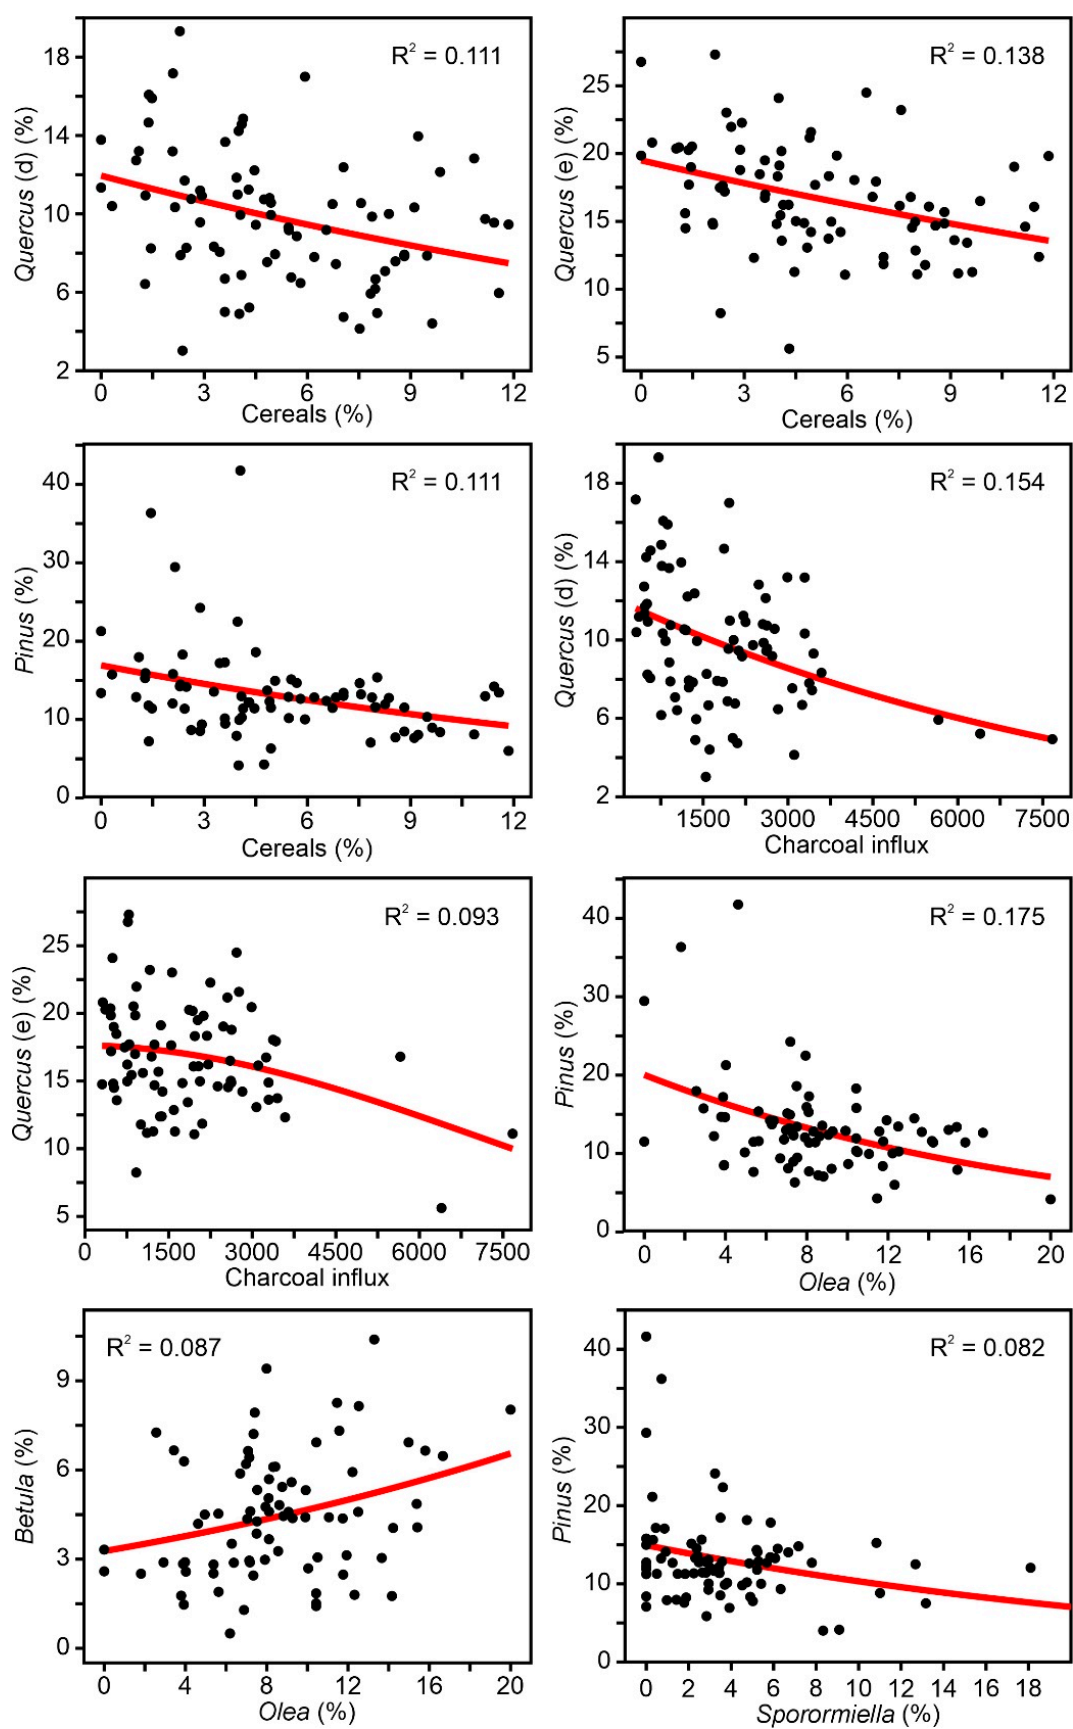 R² = 0.111
Quercus (d) (%)
18
14
10
6
2
0 3 6 9 12
Cereals (%)
R² = 0.138
Quercus (e) (%)
25
20
15
10
5
0 3 6 9 12
Cereals (%)
R² = 0.111
Pinus (%)
40
30
20
10
0
0 3 6 9 12
Cereals (%)
R² = 0.154
Quercus (d) (%)
18
14
10
6
2
1500 3000 4500 6000 7500
Charcoal influx
R² = 0.093
Quercus (e) (%)
25
20
15
10
5
0 1500 3000 4500 6000 7500
Charcoal influx
R² = 0.175
Pinus (%)
40
30
20
10
0
0 4 8 12 16 20
Olea (%)
R² = 0.087
Betula (%)
9
6
3
0
0 4 8 12 16 20
Olea (%)
R² = 0.082
Pinus (%)
40
30
20
10
0
0 2 4 6 8 10 12 14 16 18
Sporormiella (%)